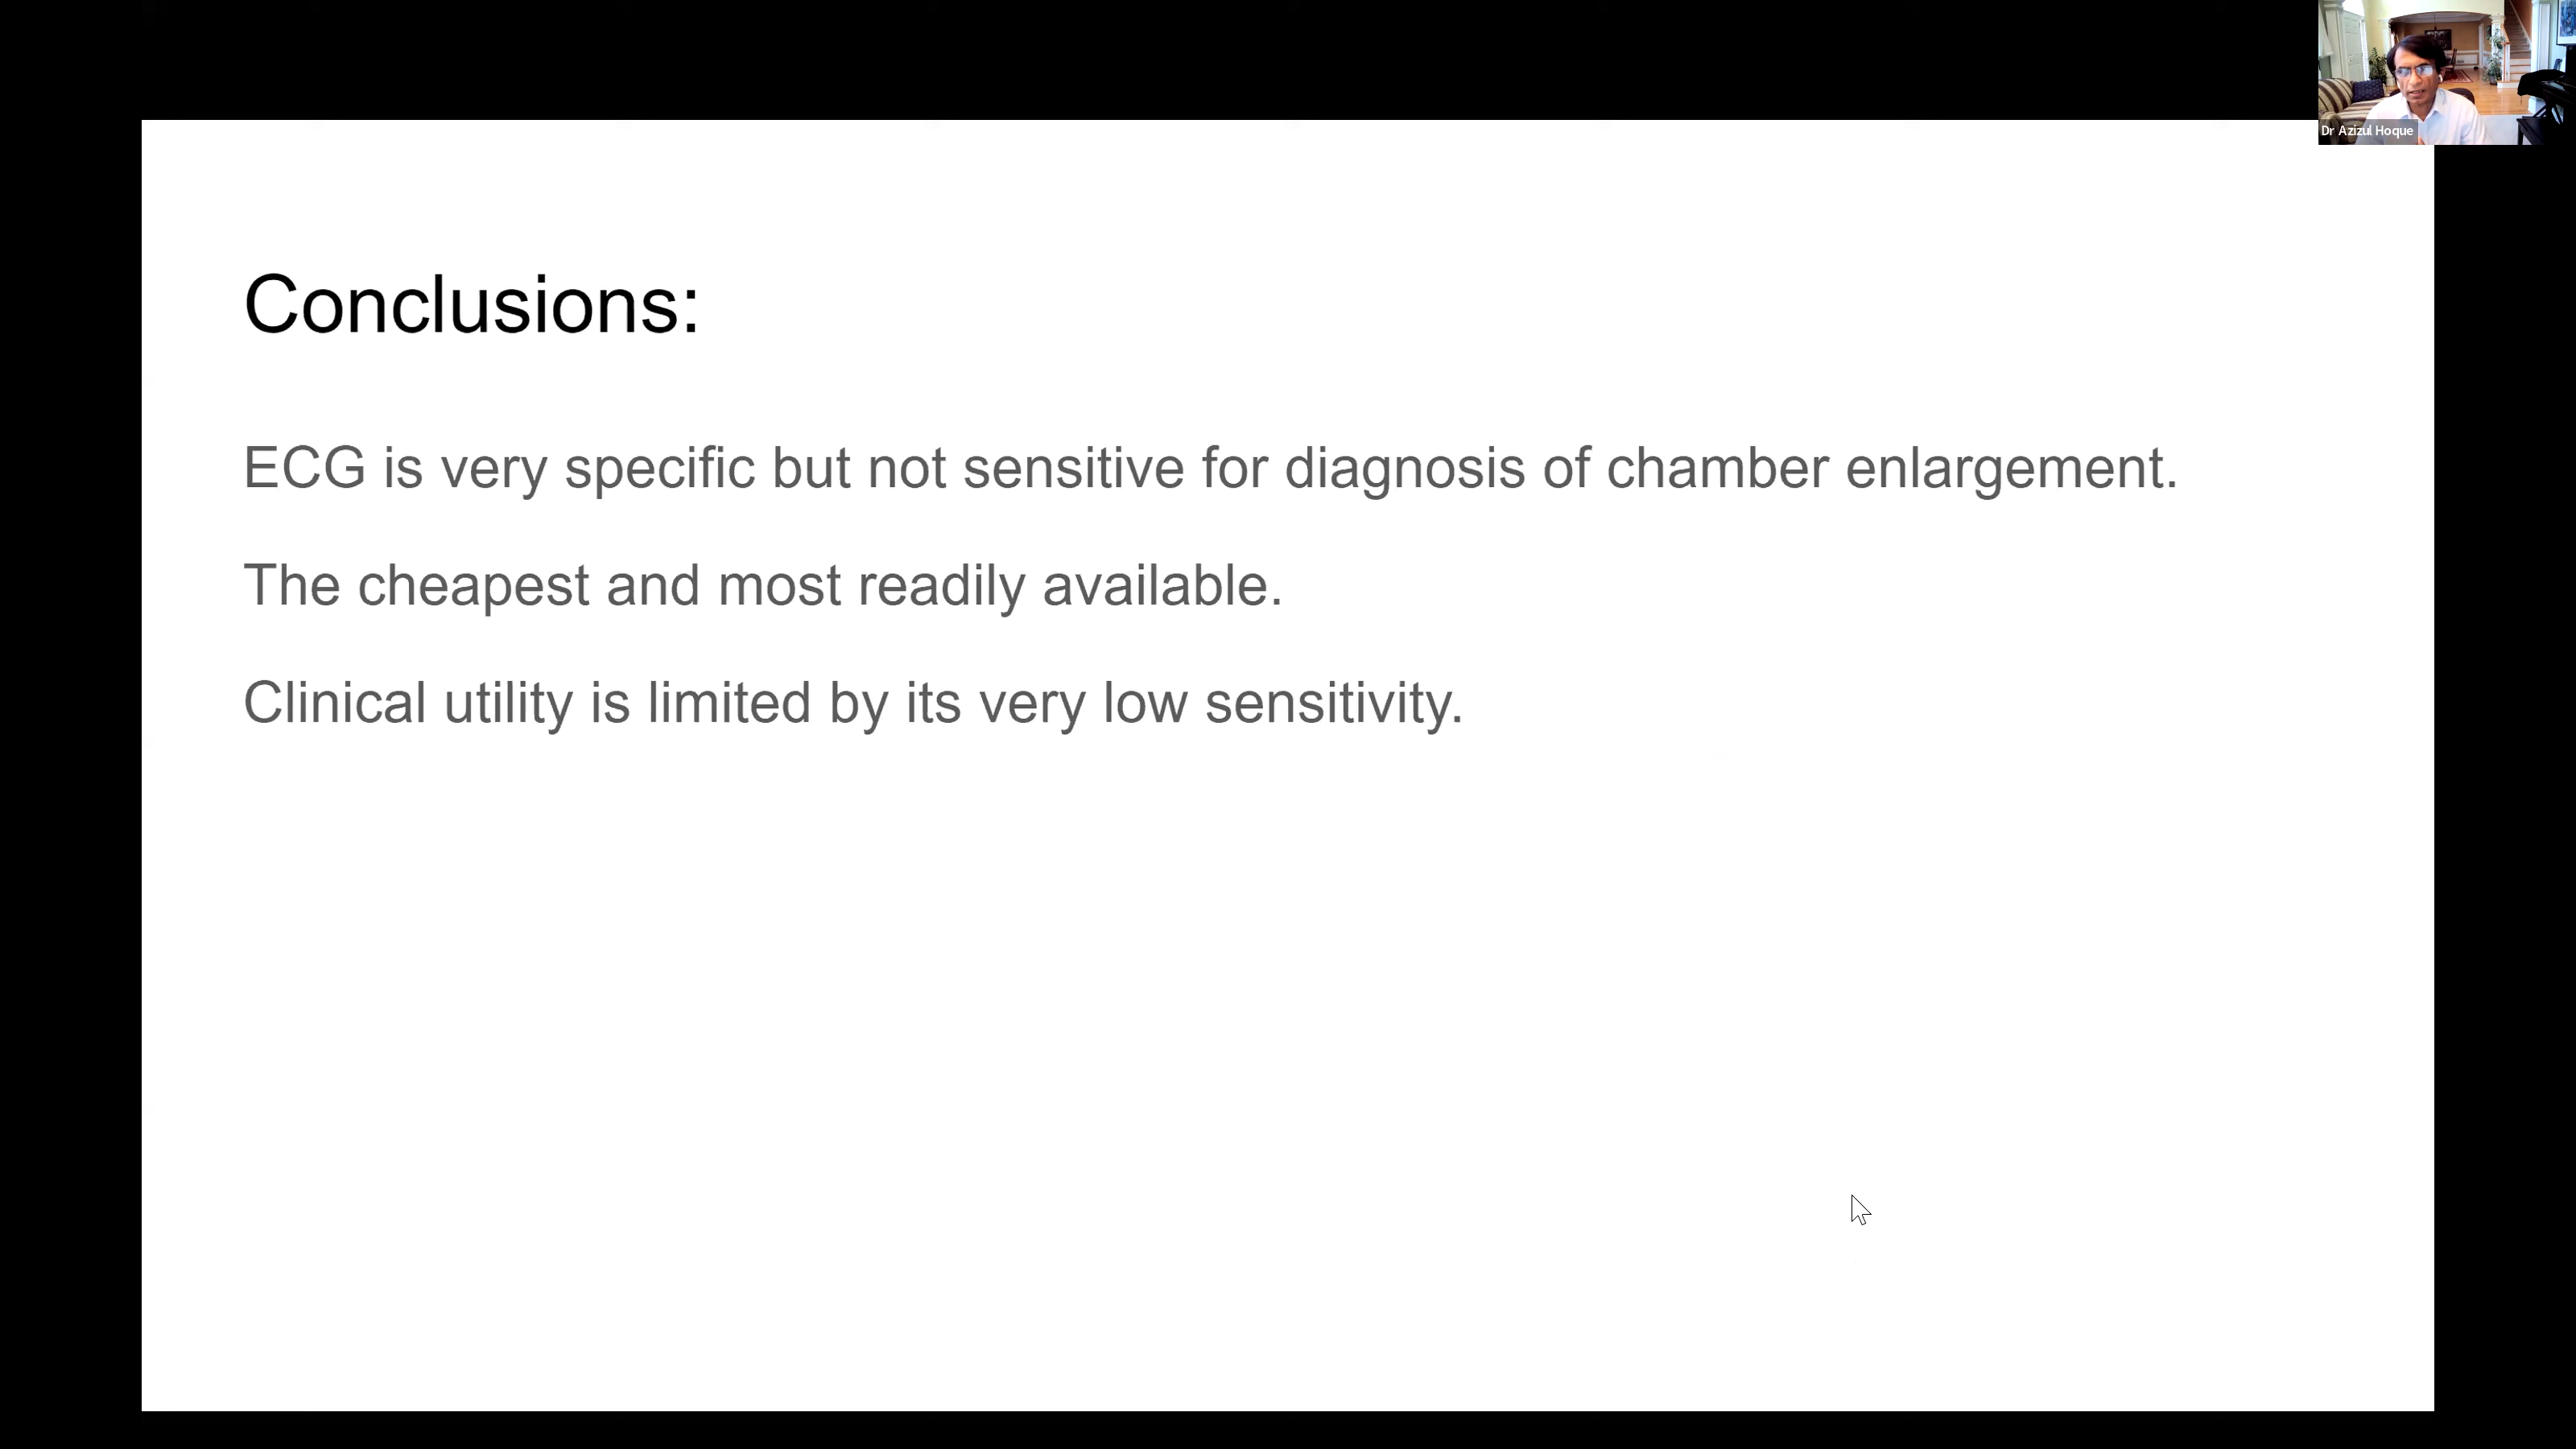 Dr Azizul Hoque
Conclusions:
ECG is very specific but not sensitive for diagnosis of chamber enlargement.
The cheapest and most readily available.
Clinical utility is limited by its very low sensitivity.